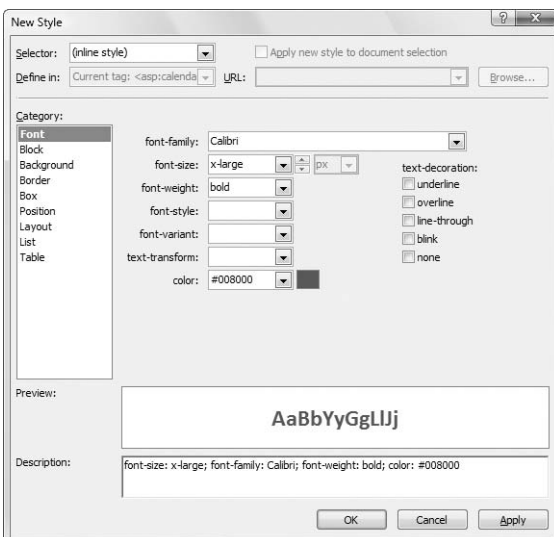 New Style
? X
Selector: (inline style) Apply new style to document selection
Define in: Current tag: <asp:calenda URL: Browse...
Category:
Font
Block
Background
Border
Box
Position
Layout
List
Table
font-family: Calibri
font-size: x-large px
font-weight: bold
font-style:
font-variant:
text-transform:
color: #008000
text-decoration:
underline
overline
line-through
blink
none
Preview:
AaBbYyGgLlJj
Description:
font-size: x-large; font-family: Calibri; font-weight: bold; color: #008000
OK Cancel Apply